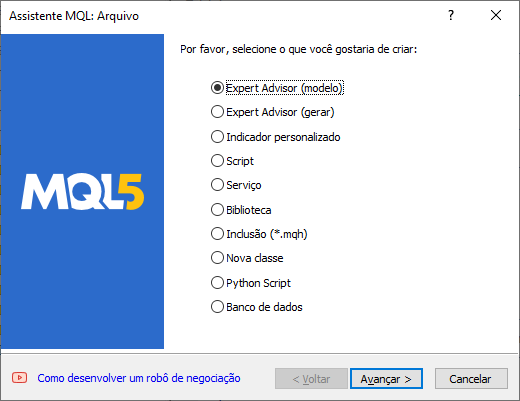 Assistente MQL: Arquivo
?
Por favor, selecione o que você gostaria de criar:
Expert Advisor (modelo)
Expert Advisor (gerar)
Indicador personalizado
Script
Serviço
Biblioteca
Inclusão (*.mqh)
Nova classe
Python Script
Banco de dados
MQL5
Como desenvolver um robô de negociação
< Voltar
Avançar >
Cancelar